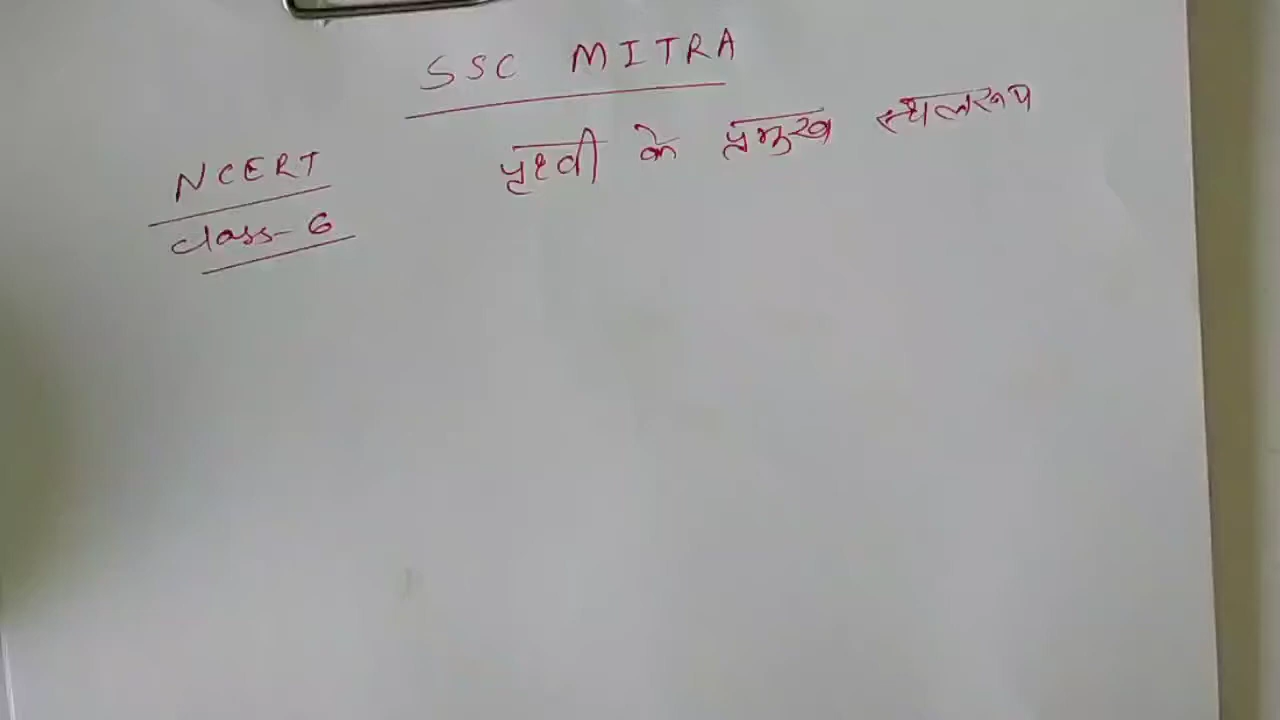 SSC MITRA
पृथ्वी के प्रमुख स्थलरूप
NCERT
class- 6